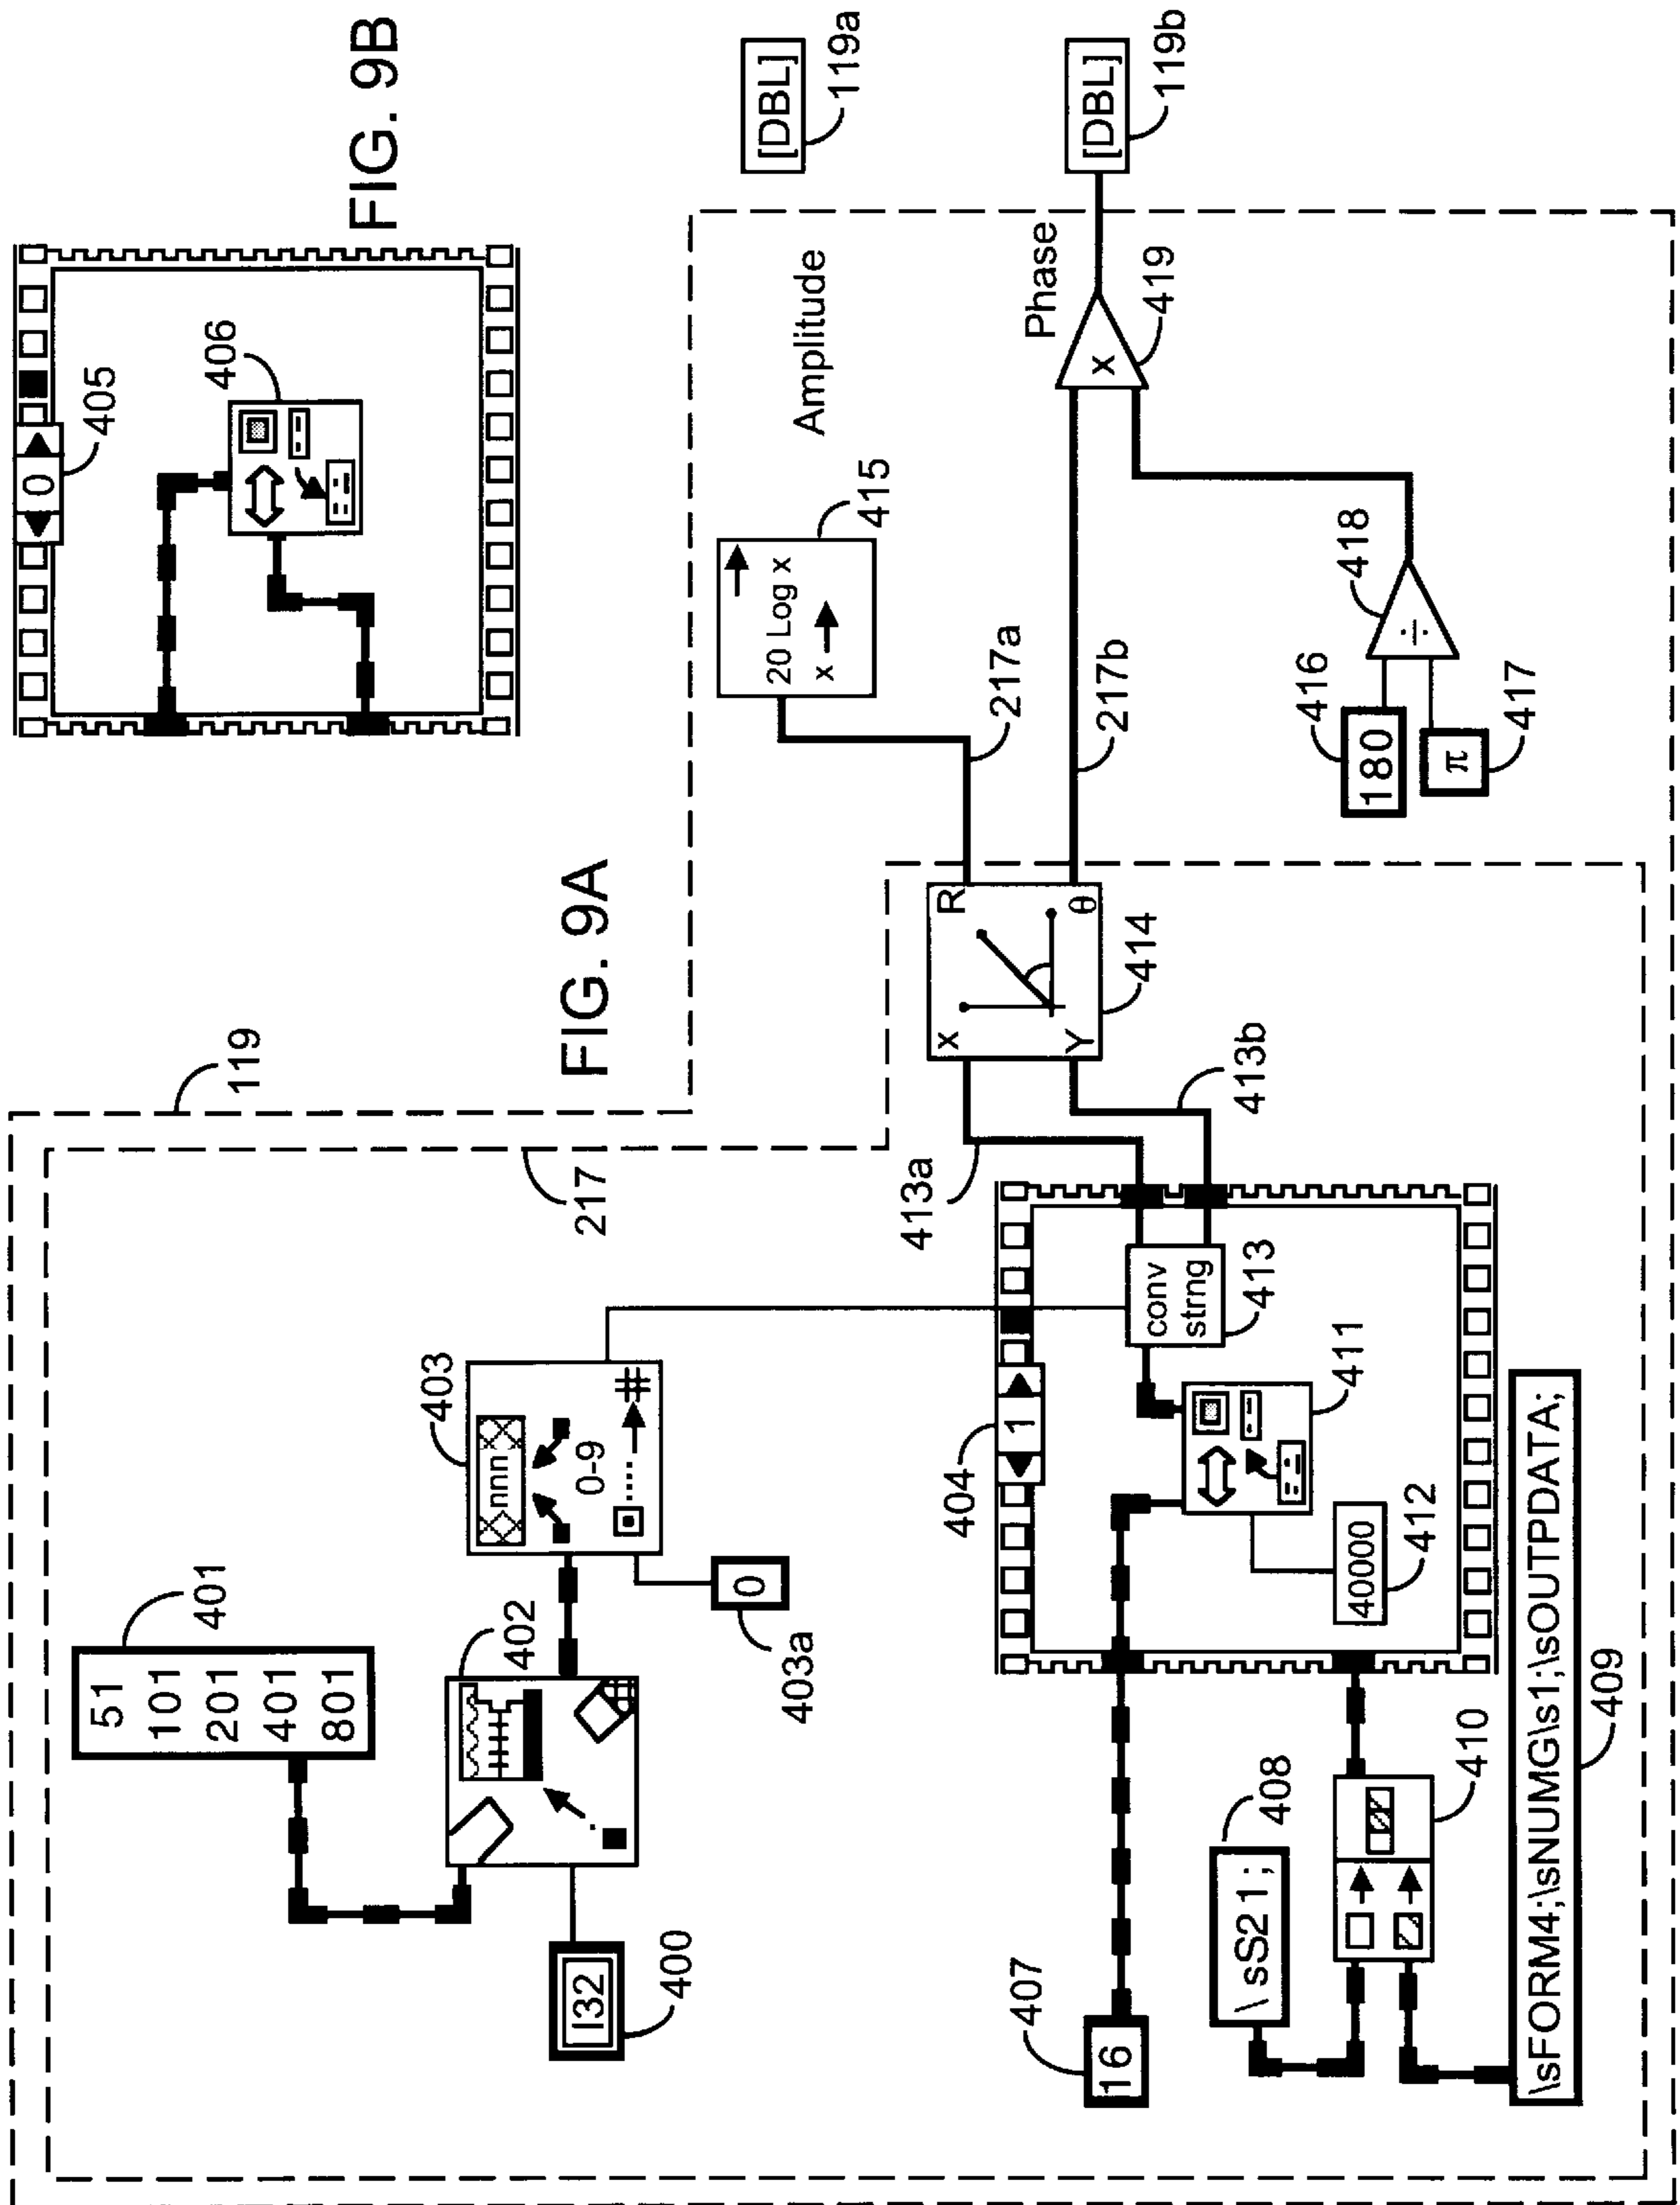 FIG. 9A
FIG. 9B
119
217
51
101
201
401
801
401
402
403
nnn
0-9
#
0
403a
I32
400
0
405
406
407
16
\sS21;
408
\sFORM4;\sNUMG\s1;\sOUTPDATA;
409
410
404
1
411
40000
412
conv
strng
413
413a
413b
X
Y
R
θ
414
217a
217b
20 Log x
x
415
Amplitude
180
416
π
417
÷
418
x
419
Phase
[DBL]
119a
[DBL]
119b